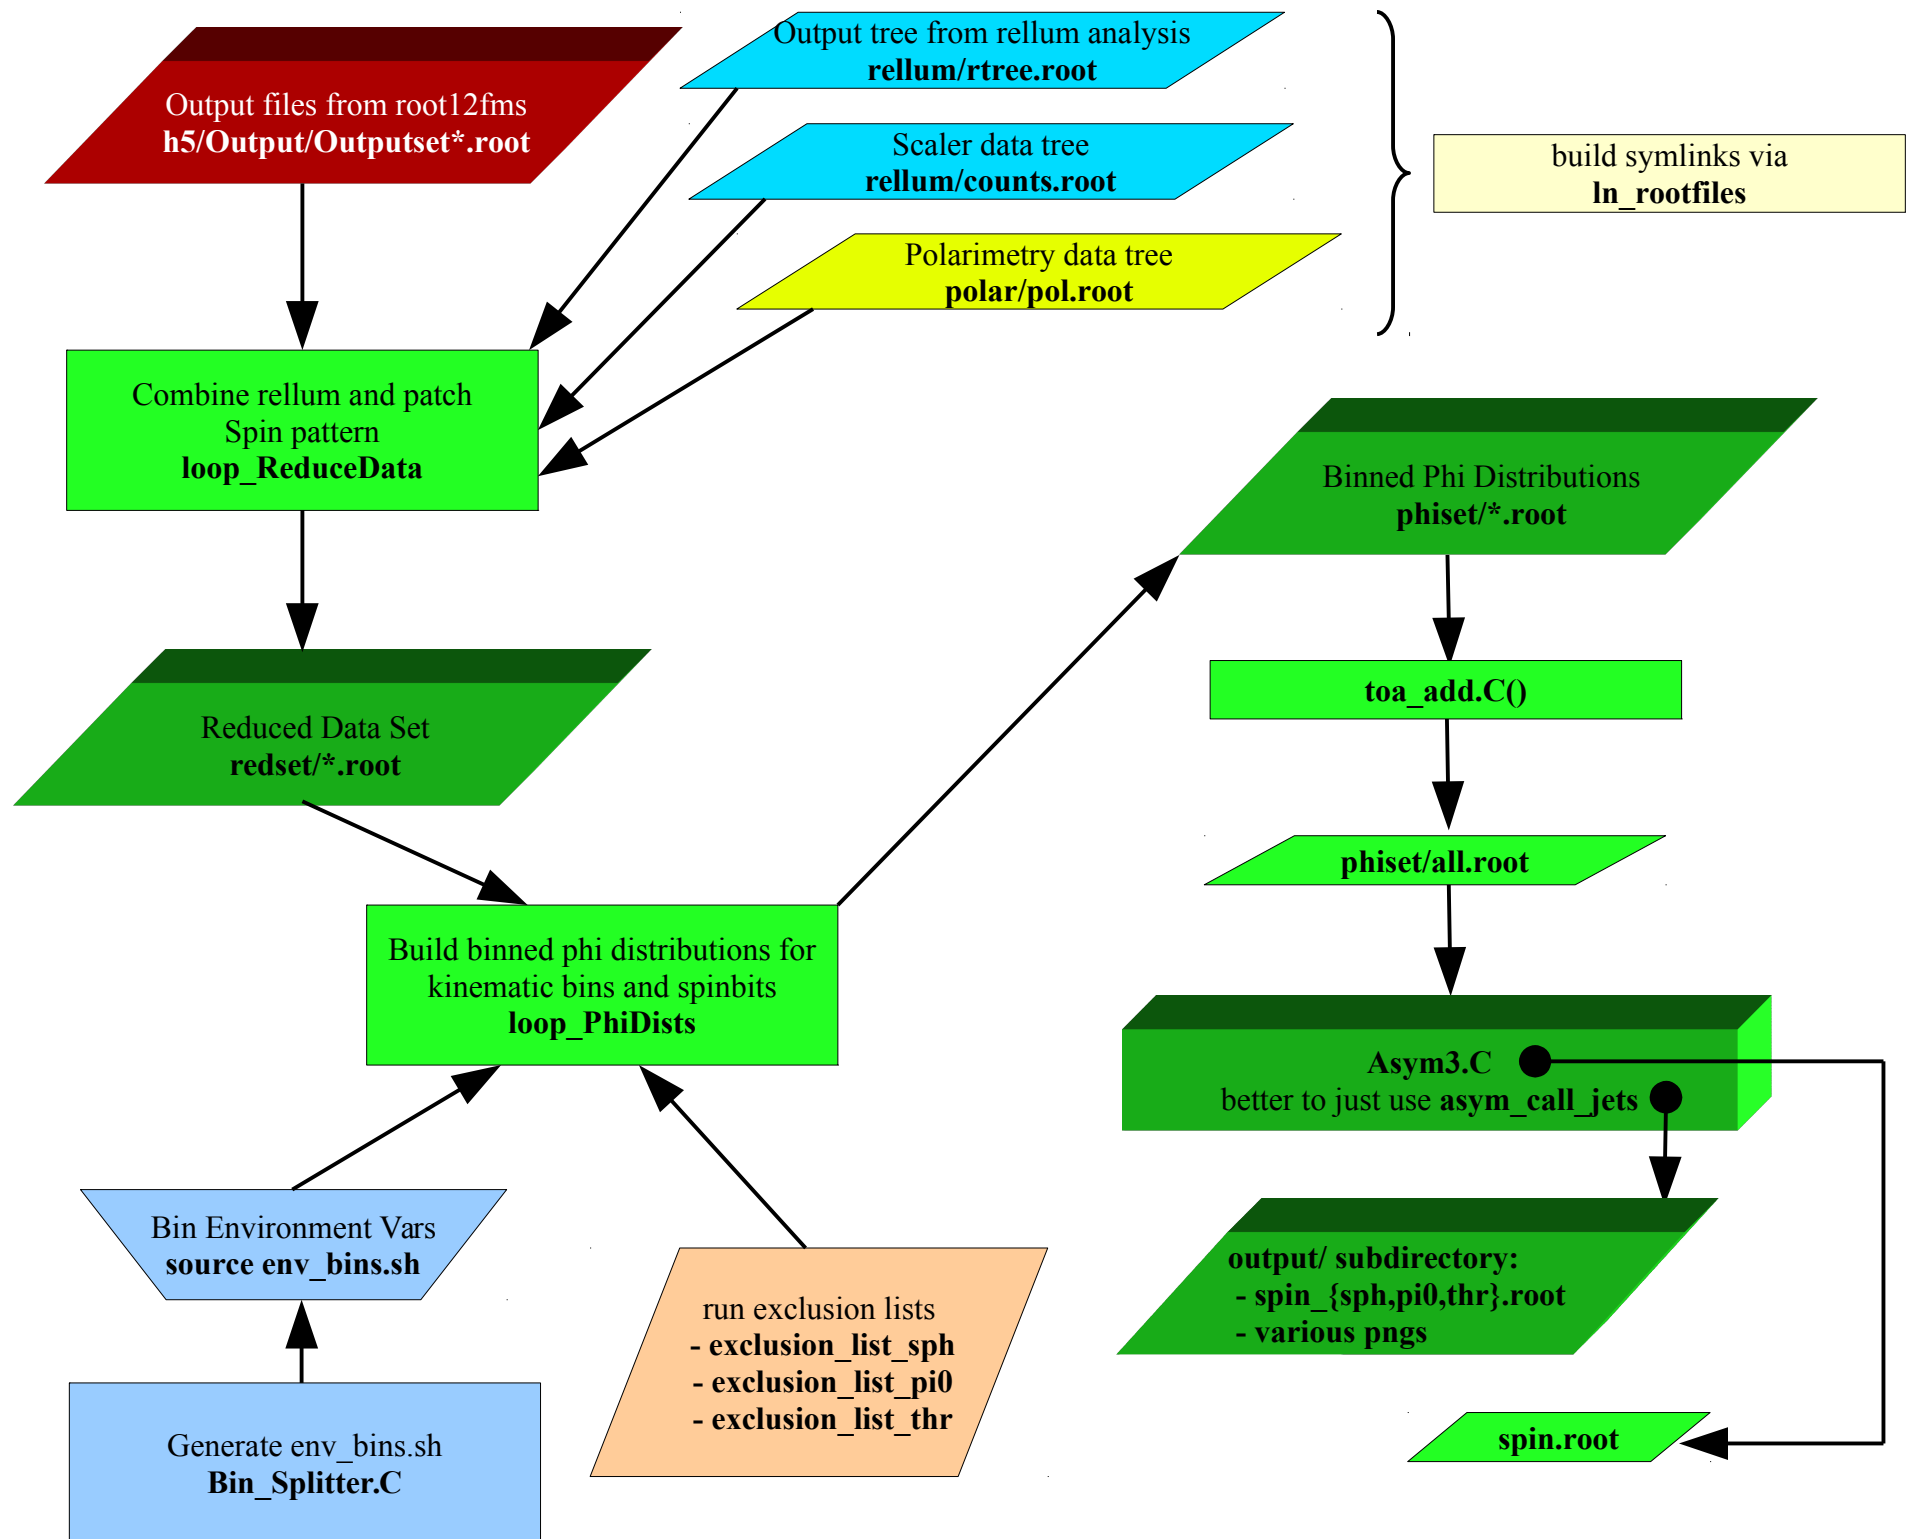 Output files from root12fms
h5/Output/Outputset*.root
Output tree from rellum analysis
rellum/rtree.root
Scaler data tree
rellum/counts.root
Polarimetry data tree
polar/pol.root
build symlinks via
ln_rootfiles
Combine rellum and patch
Spin pattern
loop_ReduceData
Reduced Data Set
redset/*.root
Build binned phi distributions for
kinematic bins and spinbits
loop_PhiDists
Bin Environment Vars
source env_bins.sh
Generate env_bins.sh
Bin_Splitter.C
run exclusion lists
- exclusion_list_sph
- exclusion_list_pi0
- exclusion_list_thr
Binned Phi Distributions
phiset/*.root
toa_add.C()
phiset/all.root
Asym3.C
better to just use asym_call_jets
output/ subdirectory:
- spin_{sph,pi0,thr}.root
- various pngs
spin.root